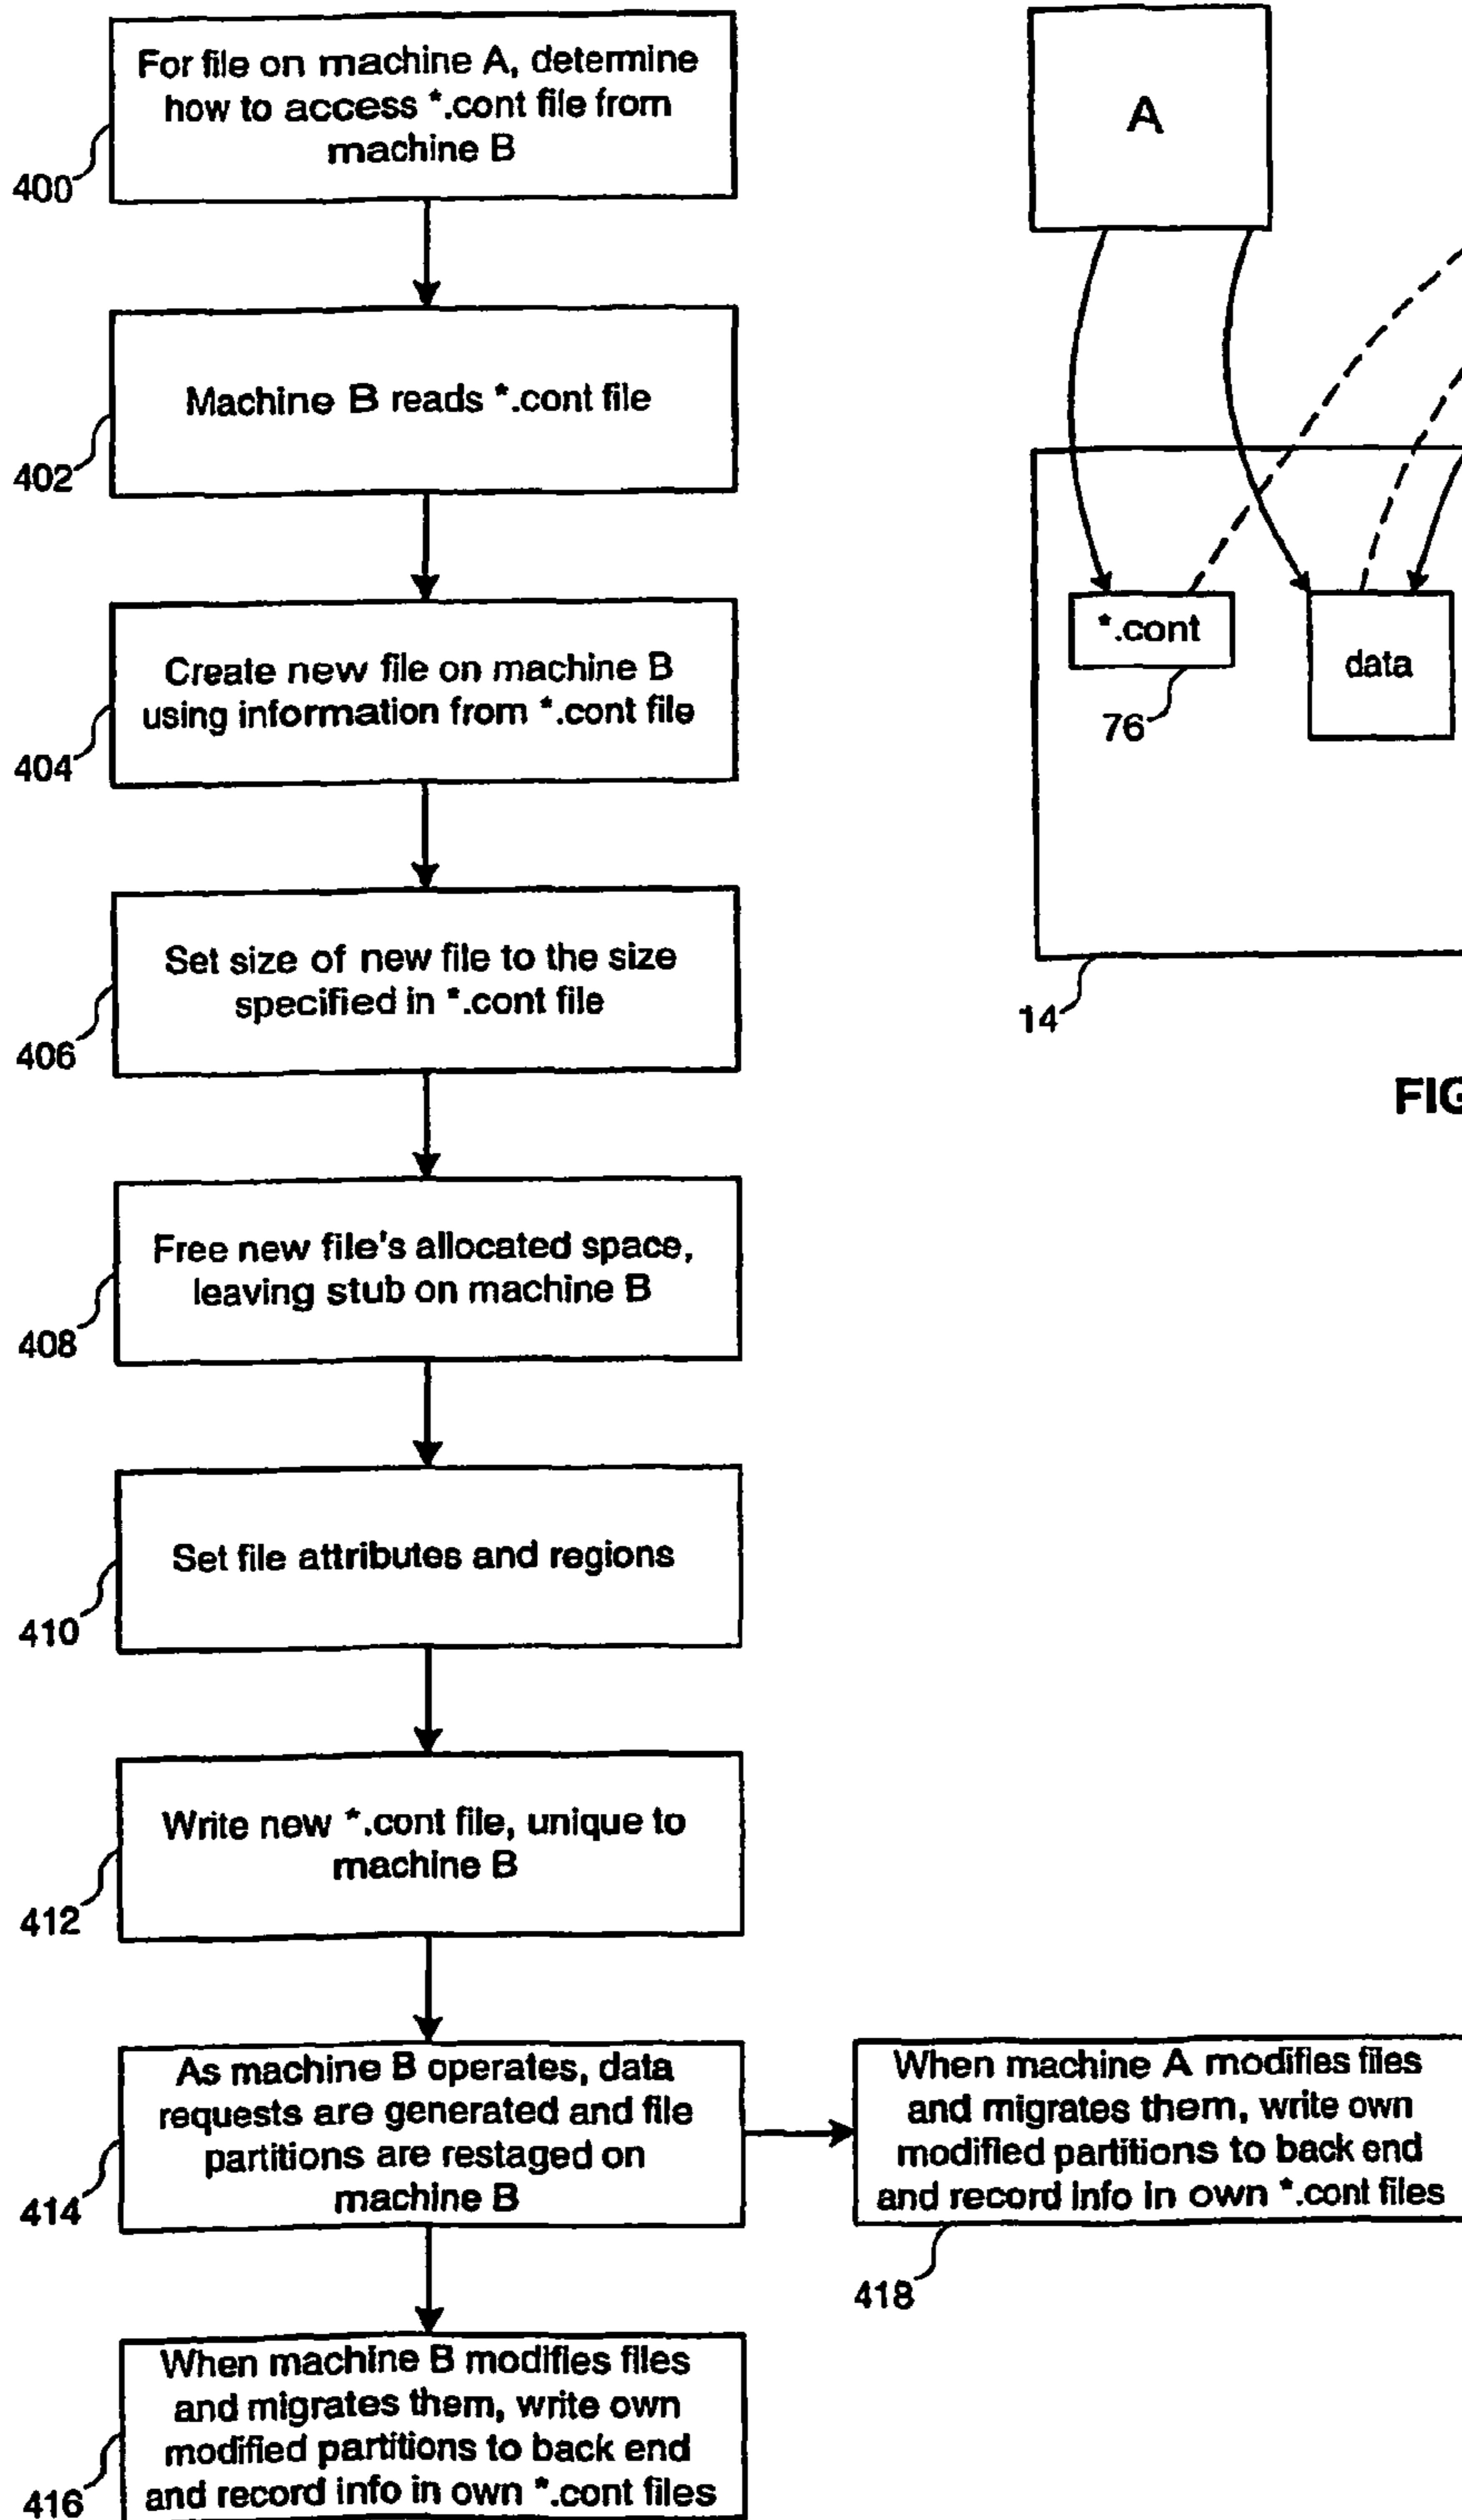 For file on machine A, determine
how to access *.cont file from
machine B
400
Machine B reads *.cont file
402
Create new file on machine B
using information from *.cont file
404
Set size of new file to the size
specified in *.cont file
406
Free new file's allocated space,
leaving stub on machine B
408
Set file attributes and regions
410
Write new *.cont file, unique to
machine B
412
As machine B operates, data
requests are generated and file
partitions are restaged on
machine B
414
When machine B modifies files
and migrates them, write own
modified partitions to back end
and record info in own *.cont files
416
When machine A modifies files
and migrates them, write own
modified partitions to back end
and record info in own *.cont files
418
A
*.cont
76
data
14
FIG